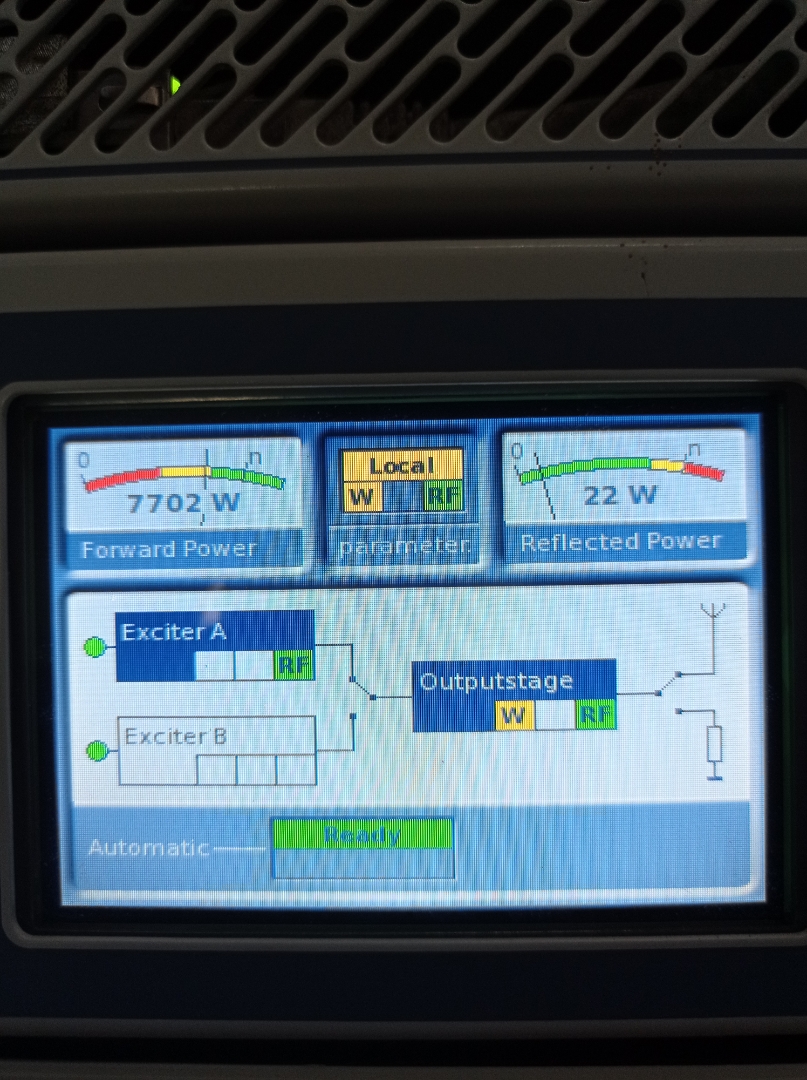 0 n
7702 W
Forward Power
Local
W RF
parameter.
0 n
22 W
Reflected Power
Exciter A
RF
Exciter B
Outputstage
W RF
Automatic
Ready